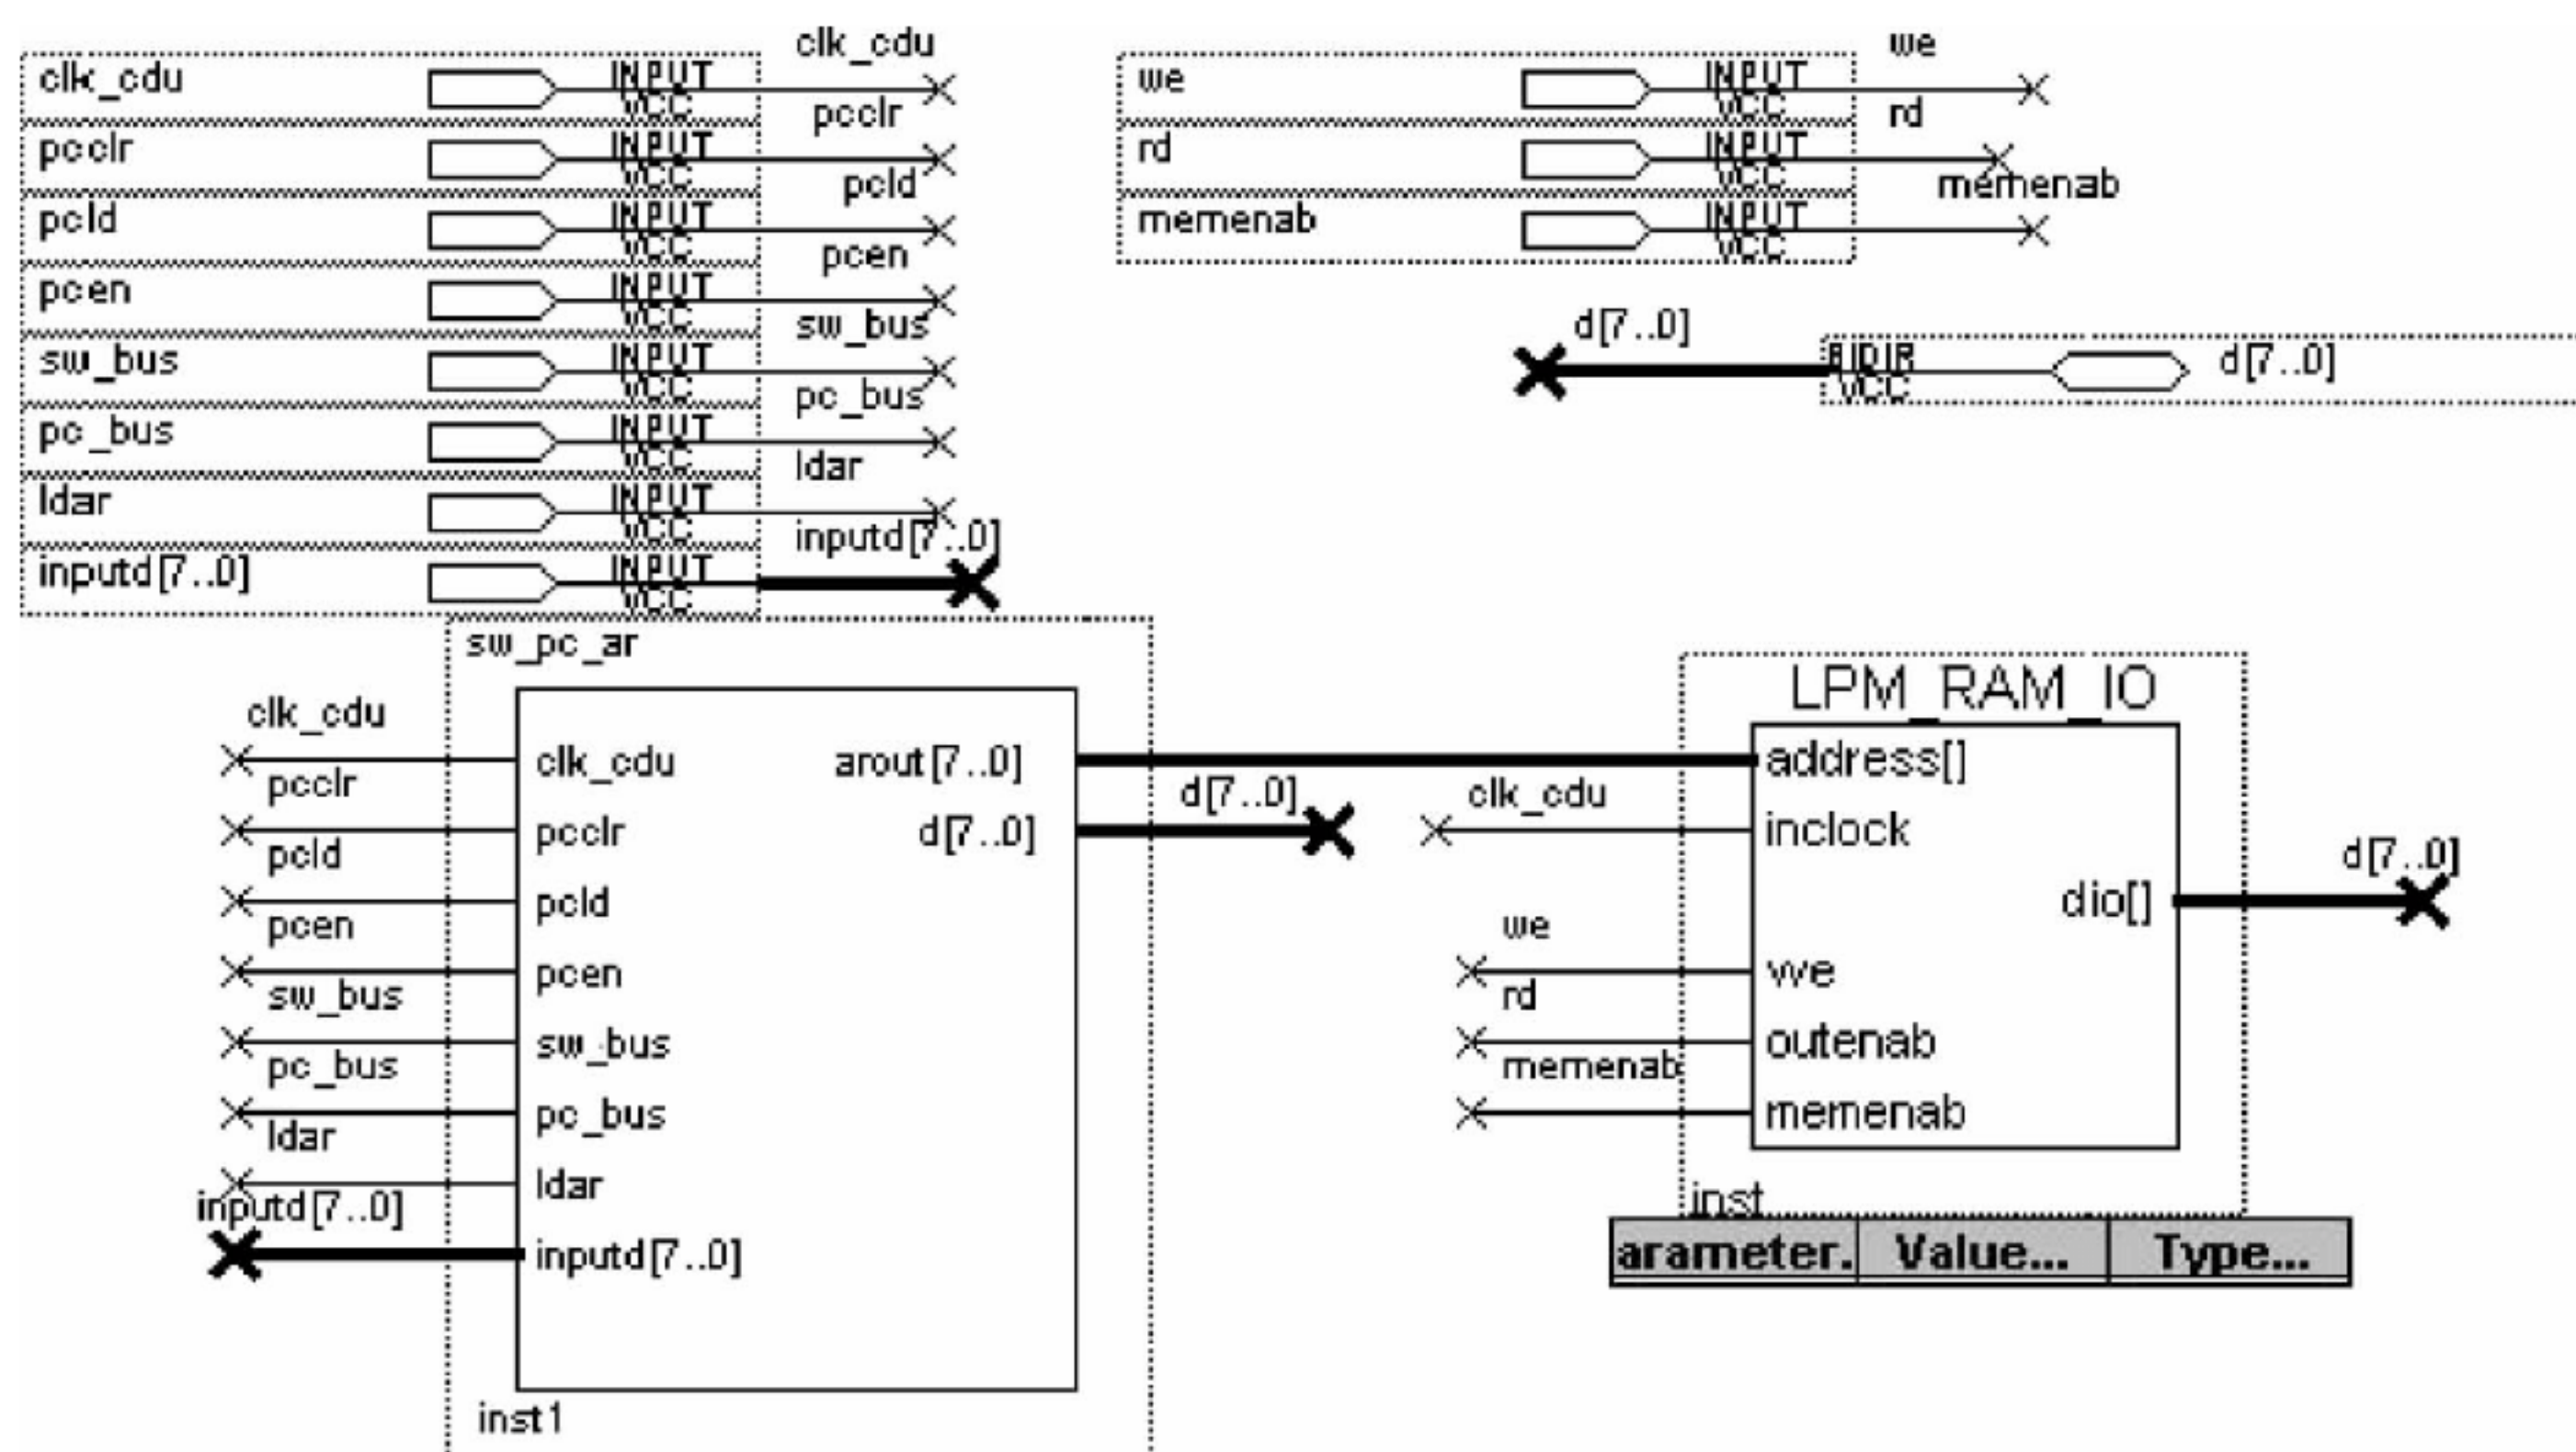 clk_cdu
clk_cdu INPUT VCC
pcclr
pcclr INPUT VCC
pcld
pcld INPUT VCC
pcen
pcen INPUT VCC
sw_bus
sw_bus INPUT VCC
pc_bus
pc_bus INPUT VCC
ldar
ldar INPUT VCC
inputd[7..0]
inputd[7..0] INPUT VCC
we
we INPUT VCC
rd
rd INPUT VCC
memenab
memenab INPUT VCC
d[7..0]
BIDIR VCC d[7..0]
sw_pc_ar
clk_cdu
clk_cdu arout[7..0]
pcclr
d[7..0]
pcclr d[7..0]
pcld
pcld
pcen
pcen
sw_bus
sw_bus
pc_bus
pc_bus
ldar
ldar
inputd[7..0]
inputd[7..0]
inst1
LPM_RAM_IO
address[]
clk_cdu
inclock
d[7..0]
dio[]
we
we
rd
outenab
memenab
memenab
inst
arameter. Value... Type...